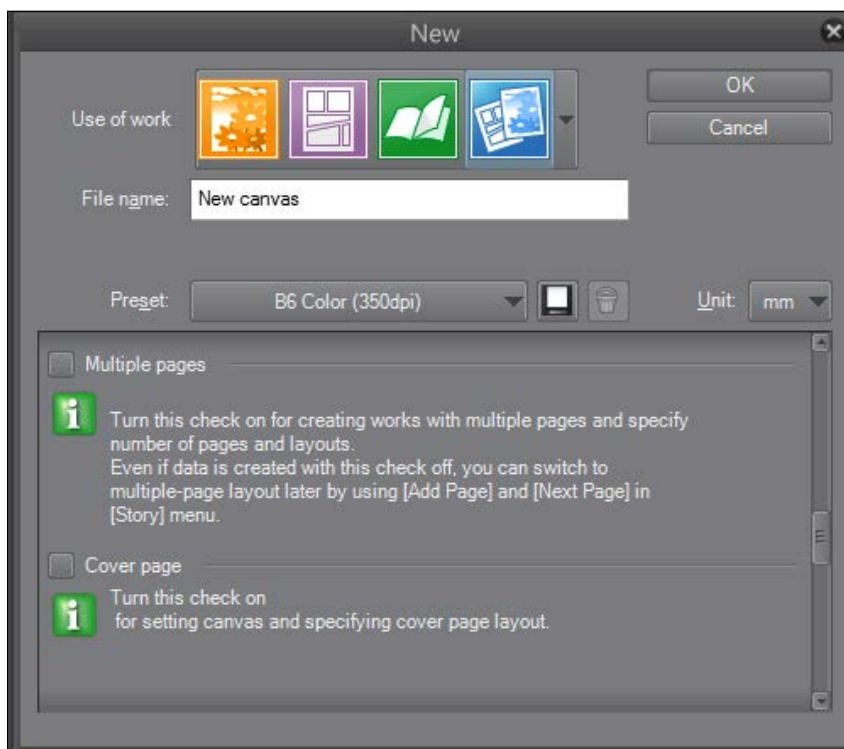 New
Use of work
OK
Cancel
File name:
New canvas
Preset:
B6 Color (350dpi)
Unit:
mm
Multiple pages
Turn this check on for creating works with multiple pages and specify
number of pages and layouts.
Even if data is created with this check off, you can switch to
multiple-page layout later by using [Add Page] and [Next Page] in
[Story] menu.
Cover page
Turn this check on
for setting canvas and specifying cover page layout.